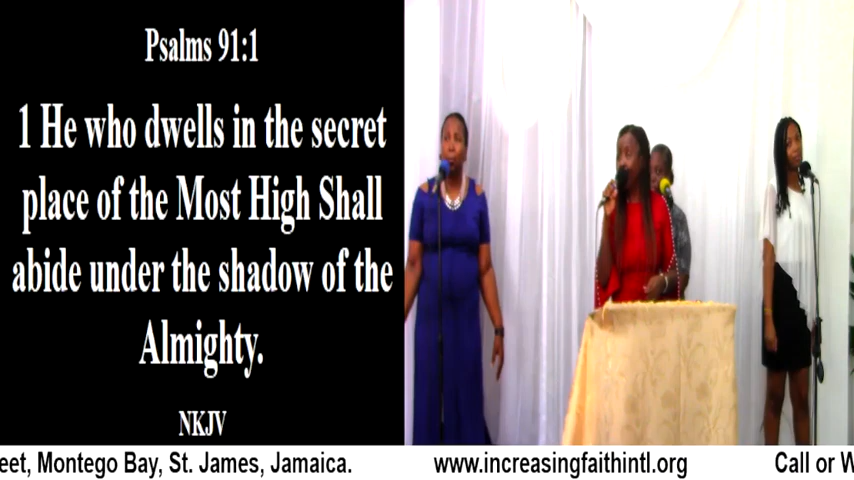 Psalms 91:1
1 He who dwells in the secret
place of the Most High Shall
abide under the shadow of the
Almighty.
NKJV
eet, Montego Bay, St. James, Jamaica. www.increasingfaithintl.org Call or W